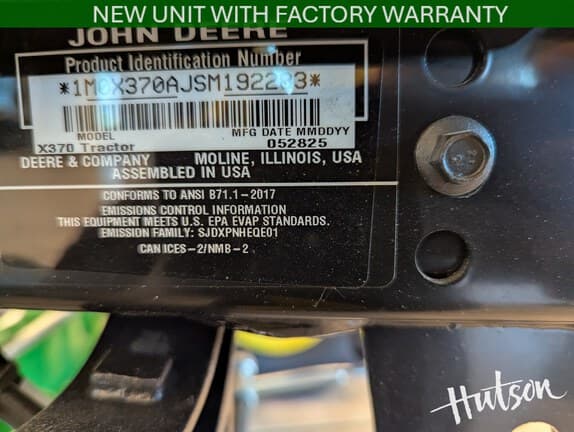 NEW UNIT WITH FACTORY WARRANTY
JOHN DEERE
Product Identification Number
MODEL
X370 Tractor
MFG DATE MMDDYY
052825
DEERE & COMPANY MOLINE, ILLINOIS, USA
ASSEMBLED IN USA
CONFORMS TO ANSI B71.1-2017
EMISSIONS CONTROL INFORMATION
THIS EQUIPMENT MEETS U.S. EPA EVAP STANDARDS.
EMISSION FAMILY: SJDXPNHEQE01
CAN ICES-2/NMB-2
Hutson